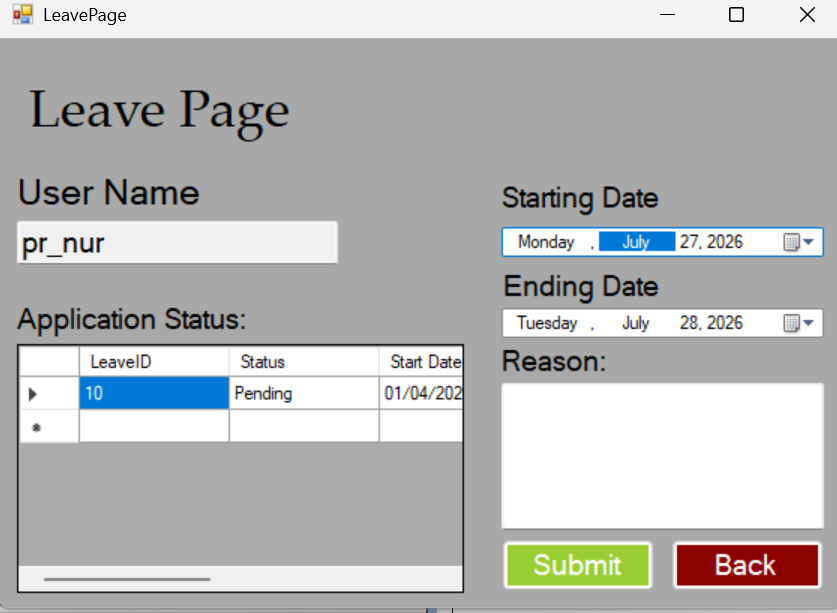 LeavePage
Leave Page
User Name
pr_nur
Application Status:
LeaveID Status Start Date
10 Pending 01/04/202
Starting Date
Monday , July 27, 2026
Ending Date
Tuesday , July 28, 2026
Reason:
Submit Back